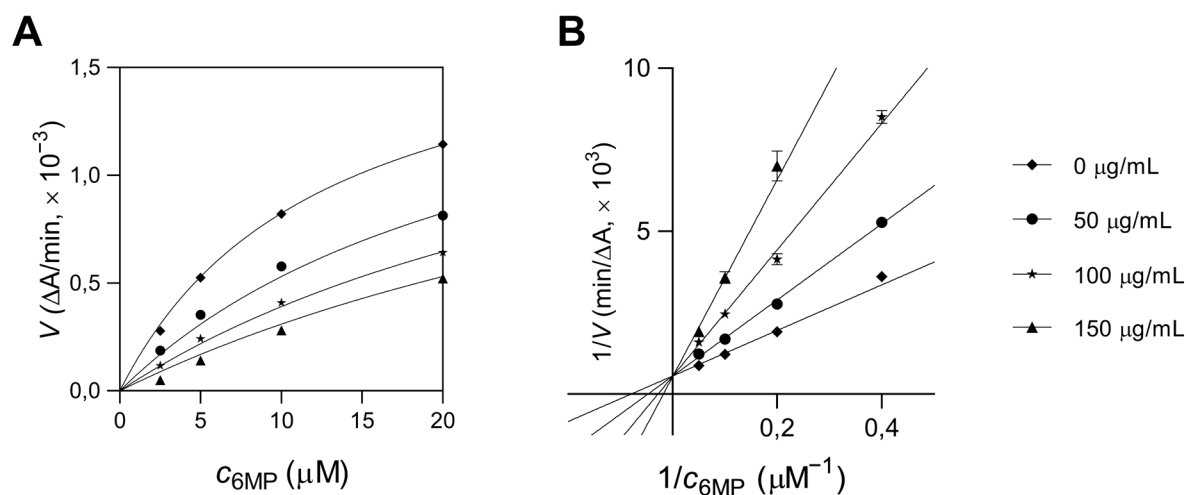 A
V (ΔA/min, × 10⁻³)
1,5
1,0
0,5
0,0
0
5
10
15
20
c₆MP (μM)
B
1/V (min/ΔA, × 10³)
10
5
0,2
0,4
1/c₆MP (μM⁻¹)
0 μg/mL
50 μg/mL
100 μg/mL
150 μg/mL